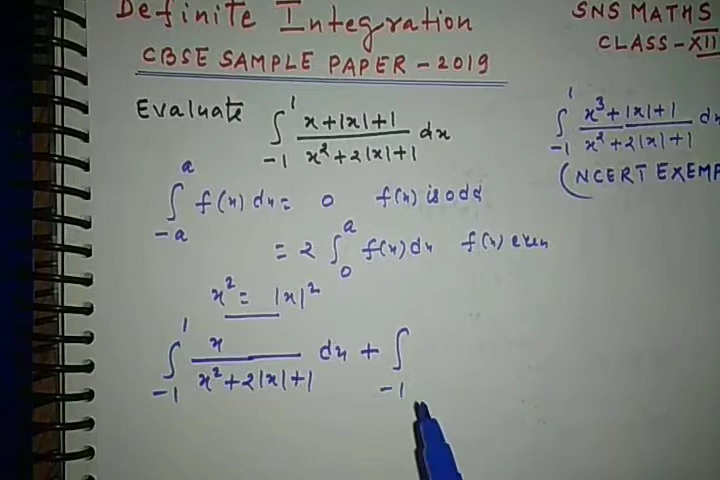 Definite Integration
SNS MATHS
CBSE SAMPLE PAPER - 2019
CLASS - XII
Evaluate ∫_{-1}^{1} (x+|x|+1)/(x²+2|x|+1) dx
∫_{-1}^{1} (x³+|x|+1)/(x²+2|x|+1) dx
(NCERT EXEMP
∫_{-a}^{a} f(x) dx = 0 f(x) is odd
= 2 ∫_{0}^{a} f(x) dx f(x) even
x² = |x|²
∫_{-1}^{1} x/(x²+2|x|+1) dx + ∫_{-1}